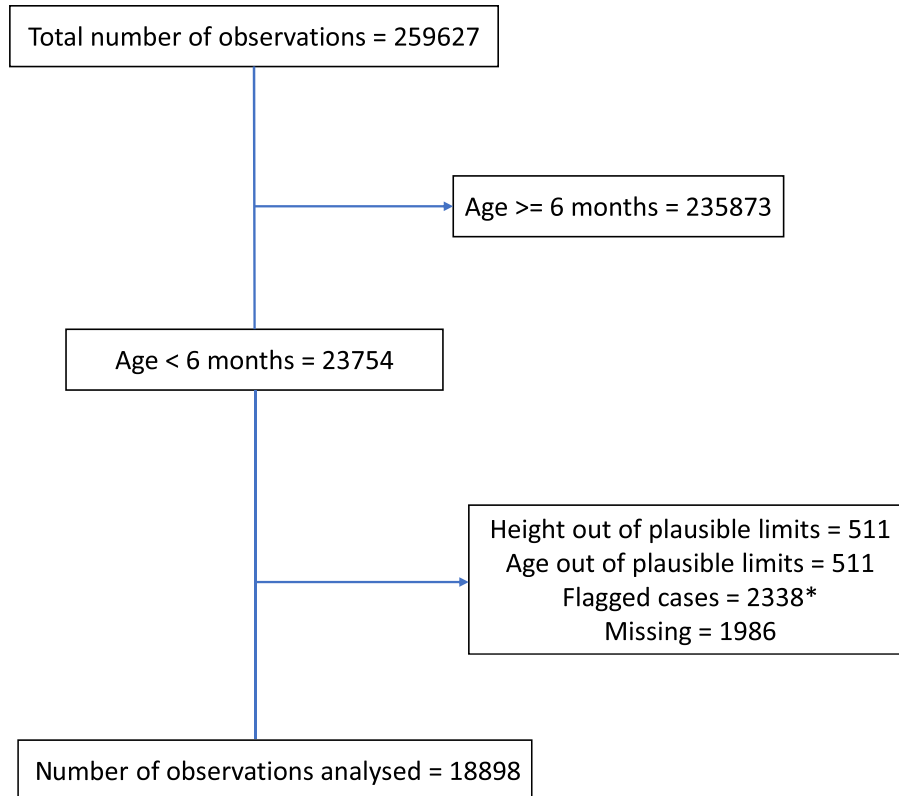 Total number of observations = 259627
Age >= 6 months = 235873
Age < 6 months = 23754
Height out of plausible limits = 511
Age out of plausible limits = 511
Flagged cases = 2338*
Missing = 1986
Number of observations analysed = 18898